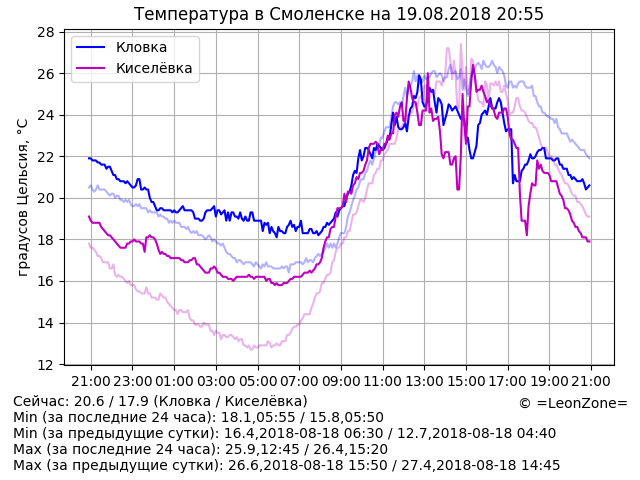 Температура в Смоленске на 19.08.2018 20:55
28
26
24
22
20
18
16
14
12
градусов Цельсия, °C
Кловка
Киселёвка
21:00 23:00 01:00 03:00 05:00 07:00 09:00 11:00 13:00 15:00 17:00 19:00 21:00
Сейчас: 20.6 / 17.9 (Кловка / Киселёвка)
© =LeonZone=
Min (за последние 24 часа): 18.1,05:55 / 15.8,05:50
Min (за предыдущие сутки): 16.4,2018-08-18 06:30 / 12.7,2018-08-18 04:40
Max (за последние 24 часа): 25.9,12:45 / 26.4,15:20
Max (за предыдущие сутки): 26.6,2018-08-18 15:50 / 27.4,2018-08-18 14:45